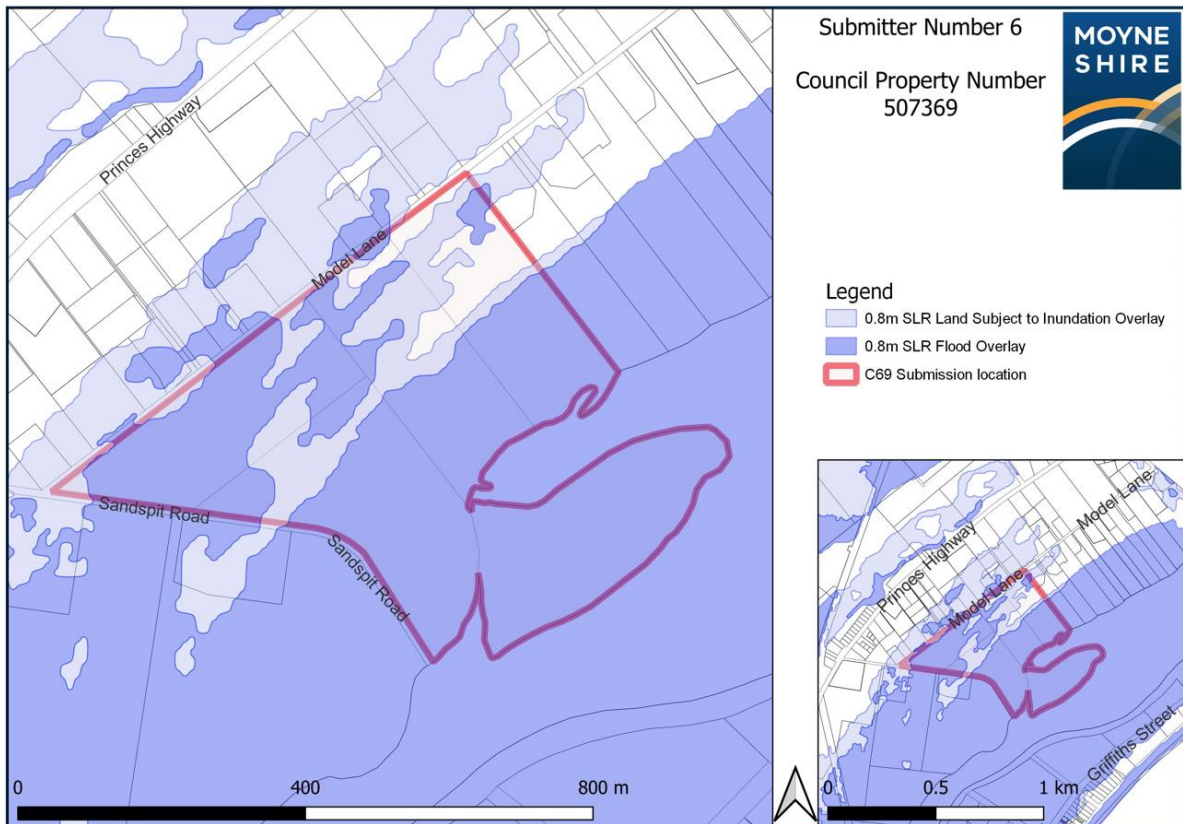 Princes Highway
Model Lane
Sandspit Road
Sandspit Road
0 400 800 m
Submitter Number 6
Council Property Number
507369
MOYNE
SHIRE
Legend
0.8m SLR Land Subject to Inundation Overlay
0.8m SLR Flood Overlay
C69 Submission location
Princes Highway
Model Lane
Model Lane
Griffiths Street
0 0.5 1 km